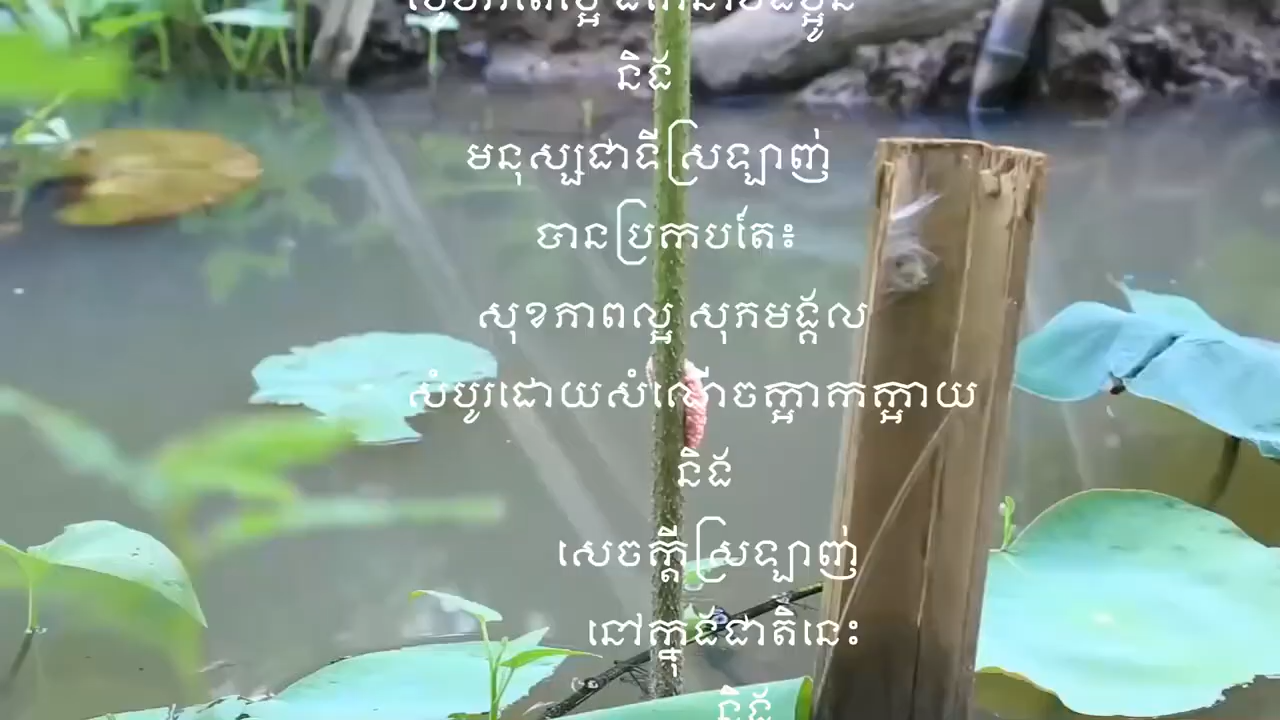 និង
មនុស្សជាទីស្រឡាញ់
បានប្រកបតែ៖
សុខភាពល្អ សុភមង្គល
សំបូរដោយសំណើចក្អាកក្អាយ
និង
សេចក្តីស្រឡាញ់
នៅក្នុងជាតិនេះ
និង